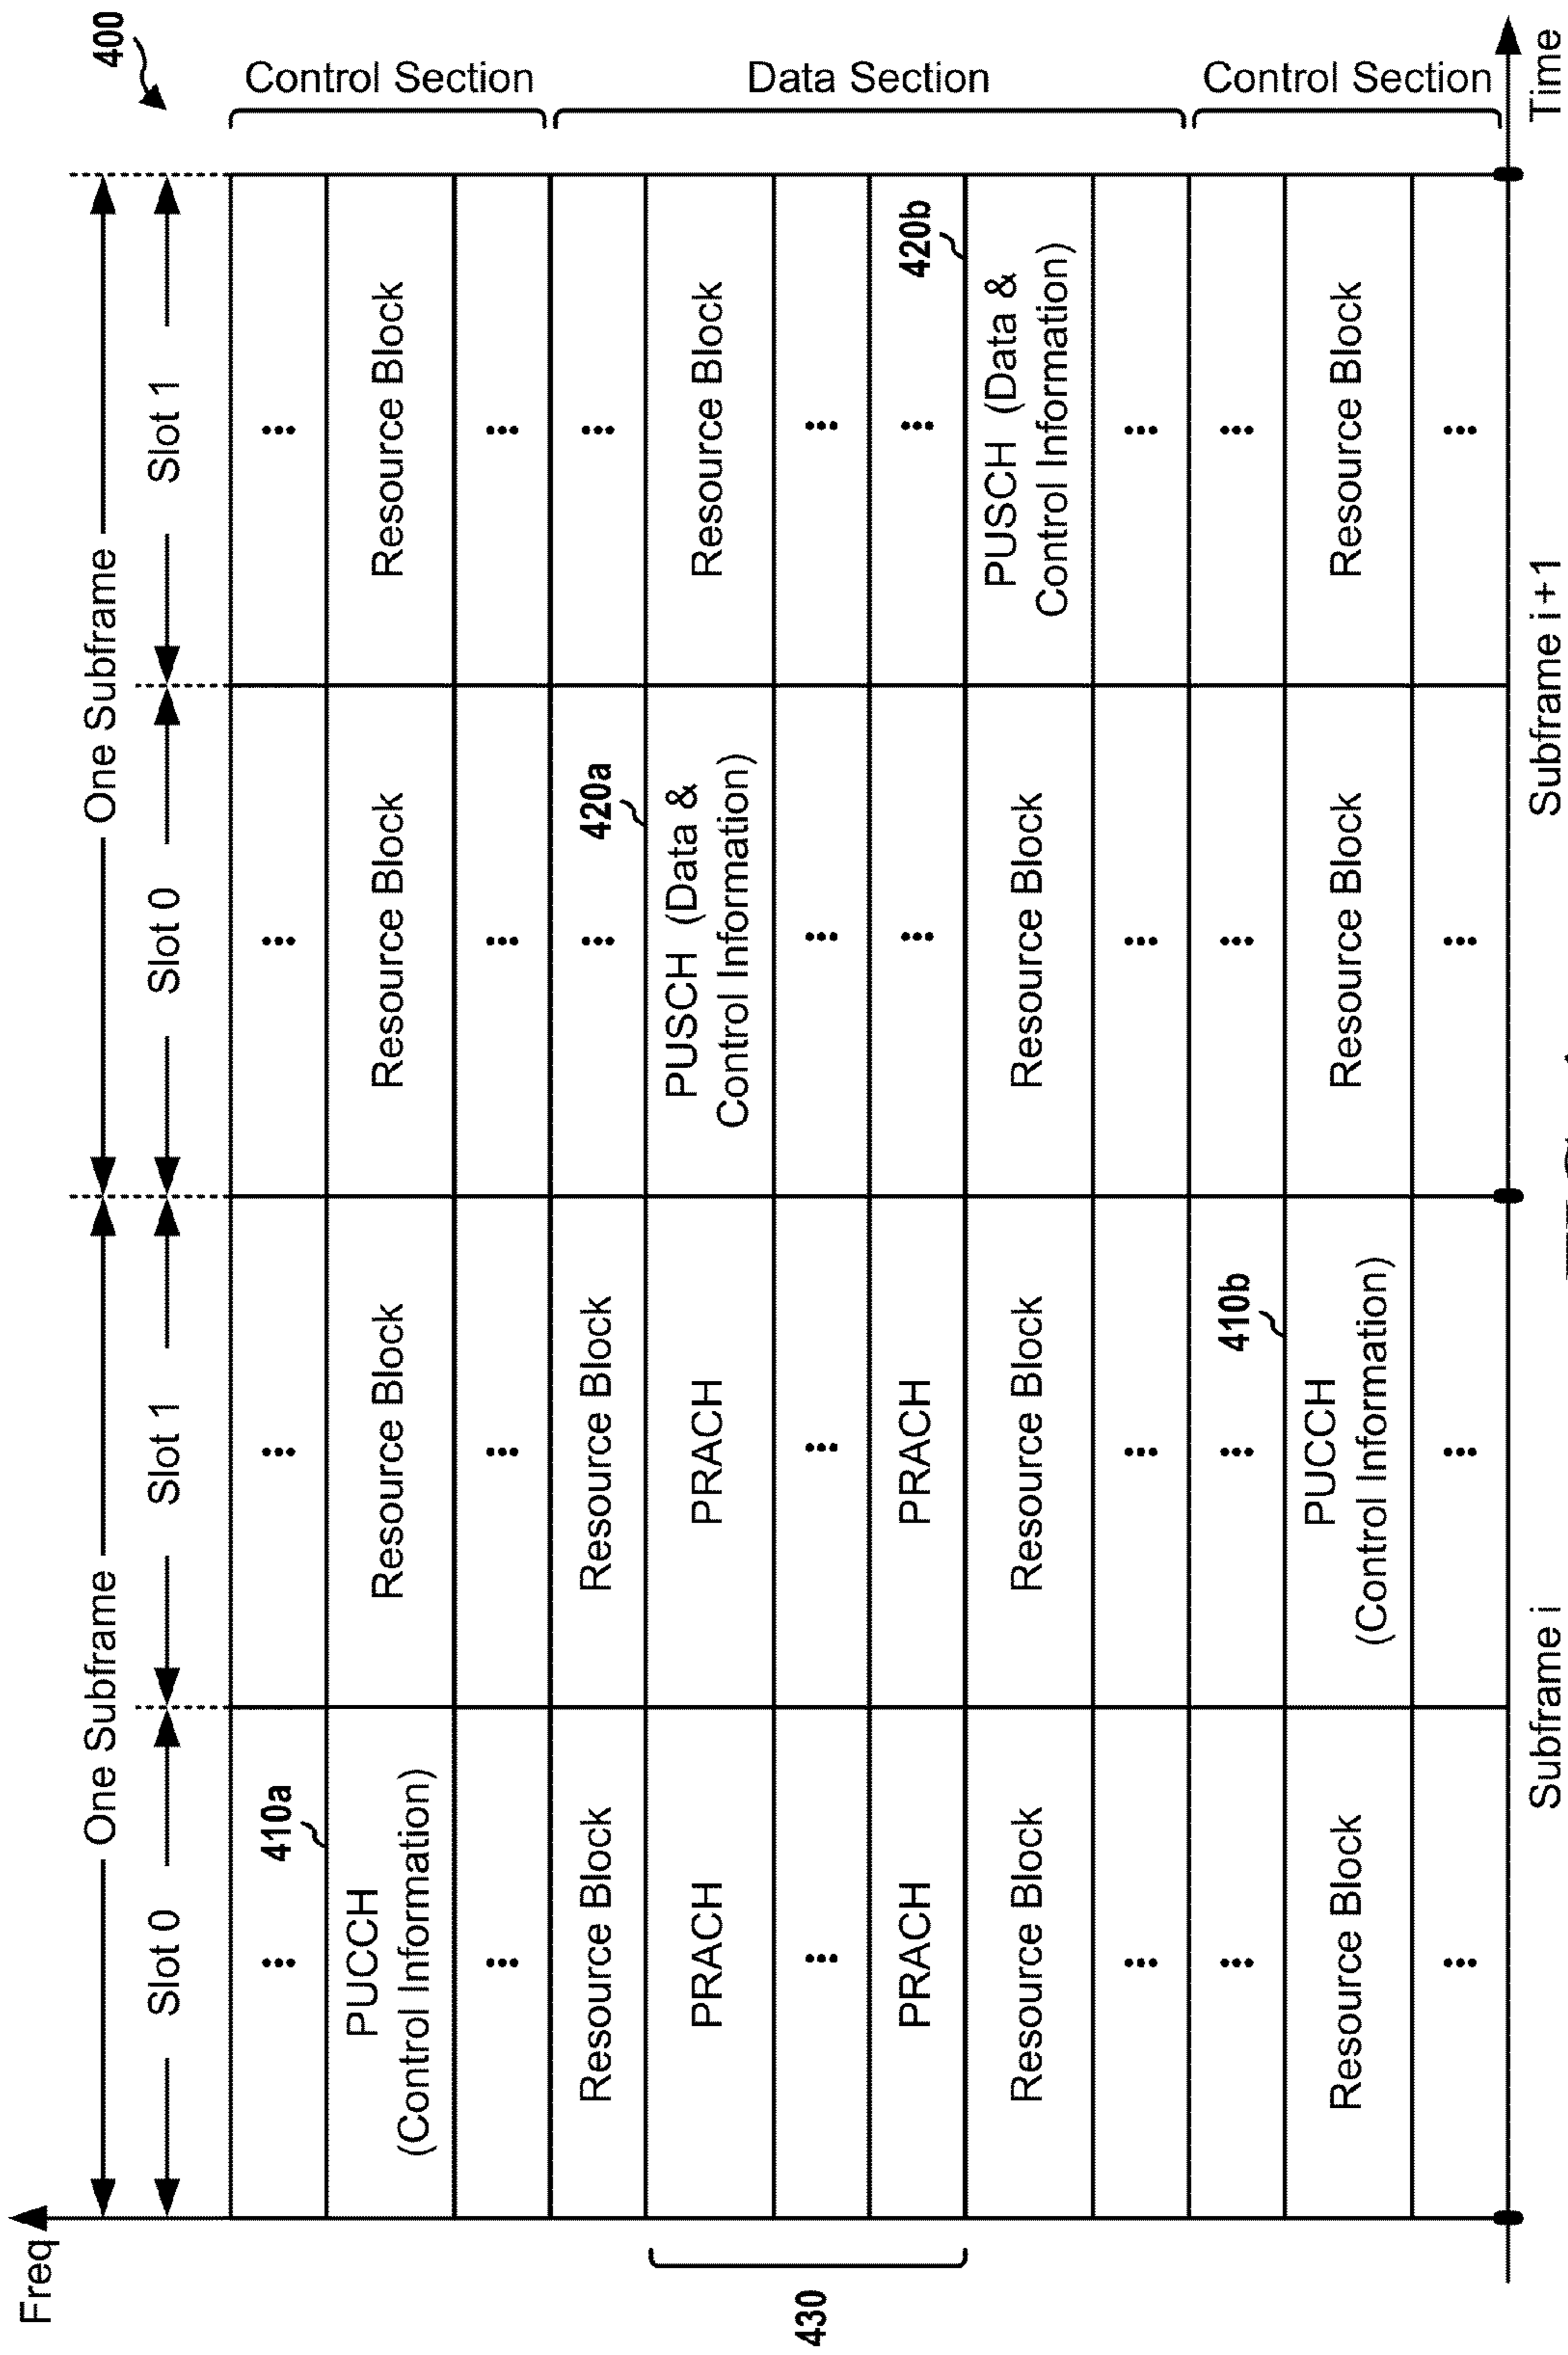 400
Freq
One Subframe
One Subframe
Slot 0
Slot 1
Slot 0
Slot 1
Control Section
Data Section
Control Section
410a
PUCCH
(Control Information)
Resource Block
Resource Block
Resource Block
...
...
...
...
...
...
...
...
Resource Block
Resource Block
...
...
430
420a
PRACH
PRACH
PUSCH (Data &
Control Information)
Resource Block
...
...
...
...
420b
PRACH
PRACH
...
...
Resource Block
Resource Block
Resource Block
PUSCH (Data &
Control Information)
...
...
...
...
410b
...
...
...
...
Resource Block
PUCCH
(Control Information)
Resource Block
Resource Block
...
...
...
...
Time
Subframe i
Subframe i + 1